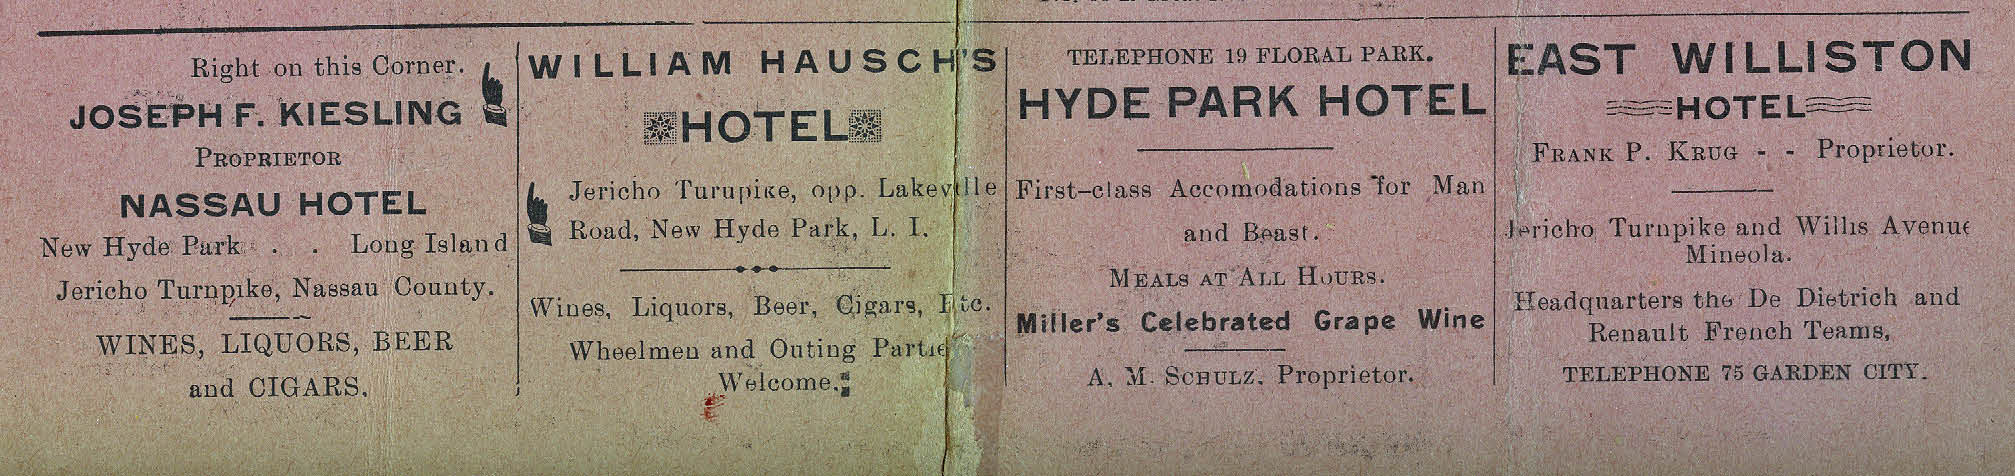 Right on this Corner.
JOSEPH F. KIESLING
PROPRIETOR
NASSAU HOTEL
New Hyde Park . . Long Island
Jericho Turnpike, Nassau County.
WINES, LIQUORS, BEER
and CIGARS.
WILLIAM HAUSCH'S
HOTEL
Jericho Turupike, opp. Lakeville
Road, New Hyde Park, L. I.
Wines, Liquors, Beer, Cigars, Etc.
Wheelmen and Outing Partie
Welcome.
TELEPHONE 19 FLORAL PARK.
HYDE PARK HOTEL
First-class Accomodations for Man
and Beast.
MEALS AT ALL HOURS.
Miller's Celebrated Grape Wine
A. M. SCHULZ, Proprietor.
EAST WILLISTON
HOTEL
FRANK P. KRUG - - Proprietor.
Jericho Turnpike and Willis Avenue
Mineola.
Headquarters the De Dietrich and
Renault French Teams,
TELEPHONE 75 GARDEN CITY.